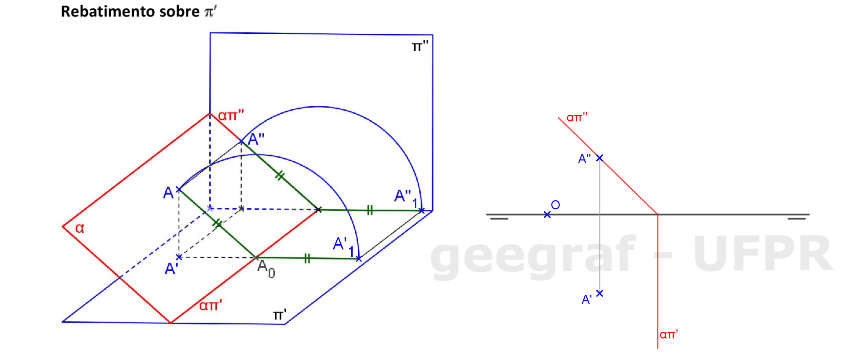 Rebatimento sobre π'
π"
απ"
A"
A
A"1
α
A'1
A'
A0
απ'
π'
απ"
A"
O
geegraf - UFPR
A'
απ'